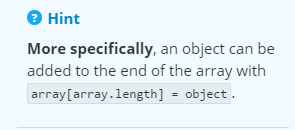 Hint
More specifically, an object can be
added to the end of the array with
array[array.length] = object.